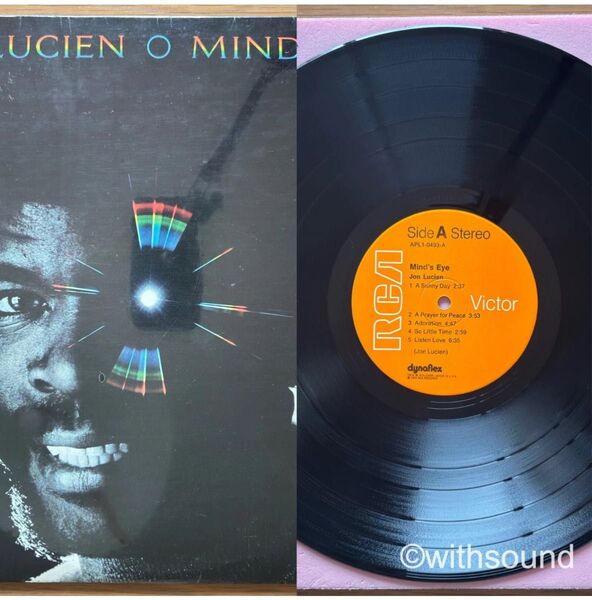 LUCIEN O MIND
Side A Stereo
APL1-0493-A
Mind's Eye
Jon Lucien
1 A Sunny Day 2:37
RCA
Victor
2 A Prayer for Peace 3:53
3 Adoration 4:47
4 So Little Time 2:59
5 Listen Love 6:35
(Jon Lucien)
dynaflex
©withsound